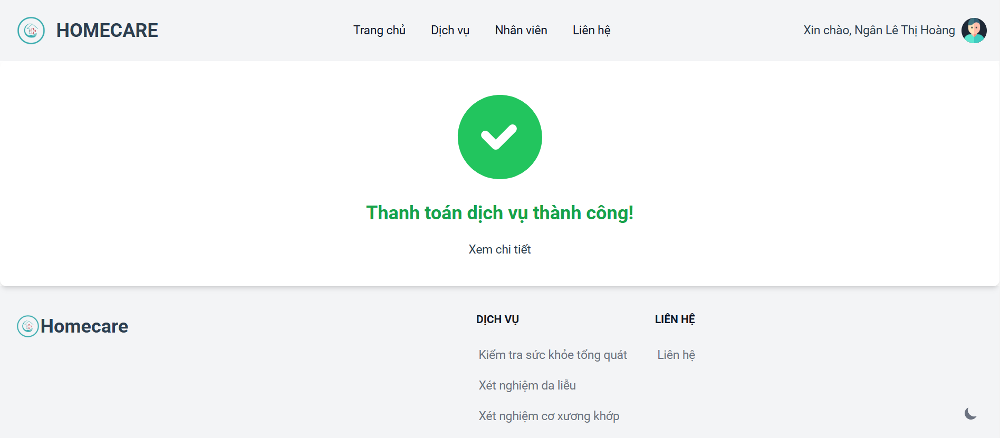 HOMECARE
Trang chủ
Dịch vụ
Nhân viên
Liên hệ
Xin chào, Ngân Lê Thị Hoàng
Thanh toán dịch vụ thành công!
Xem chi tiết
Homecare
DỊCH VỤ
Kiểm tra sức khỏe tổng quát
Xét nghiệm da liễu
Xét nghiệm cơ xương khớp
LIÊN HỆ
Liên hệ